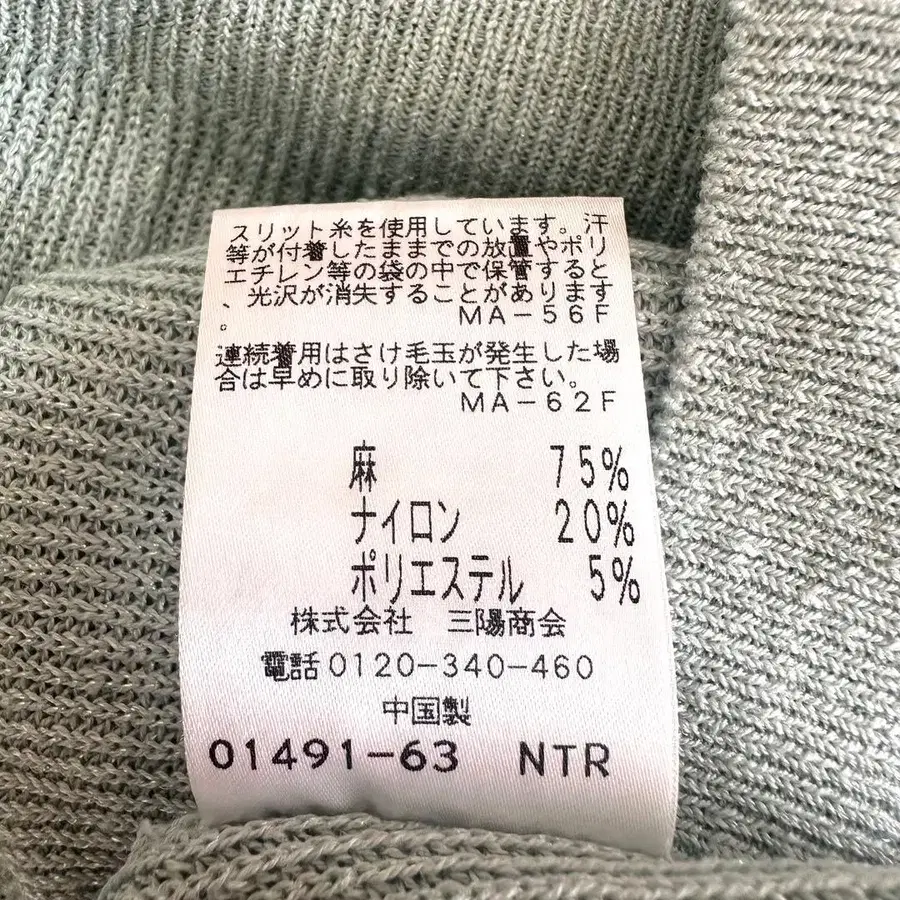 スリット糸を使用しています。汗
等が付着したままでの放置やポリ
エチレン等の袋の中で保管すると
、光沢が消失することがあります
。
MA-56F
連続着用はさけ毛玉が発生した場
合は早めに取り除いて下さい。
MA-62F
麻 75%
ナイロン 20%
ポリエステル 5%
株式会社 三陽商会
電話0120-340-460
中国製
01491-63 NTR